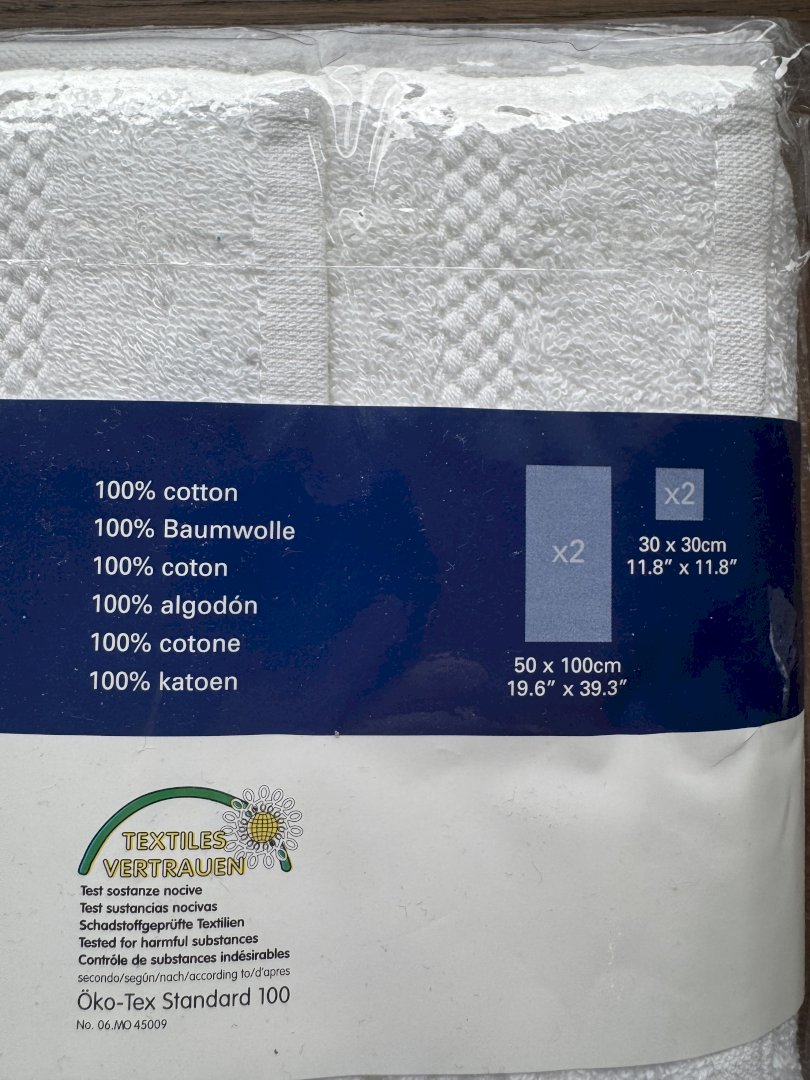 100% cotton
100% Baumwolle
100% coton
100% algodón
100% cotone
100% katoen
x2
50 x 100cm
19.6” x 39.3”
x2
30 x 30cm
11.8” x 11.8”
TEXTILES
VERTRAUEN
Test sostanze nocive
Test sustancias nocivas
Schadstoffgeprüfte Textilien
Tested for harmful substances
Contrôle de substances indésirables
secondo/según/nach/according to/d'apres
Öko-Tex Standard 100
No. 06.MO 45009